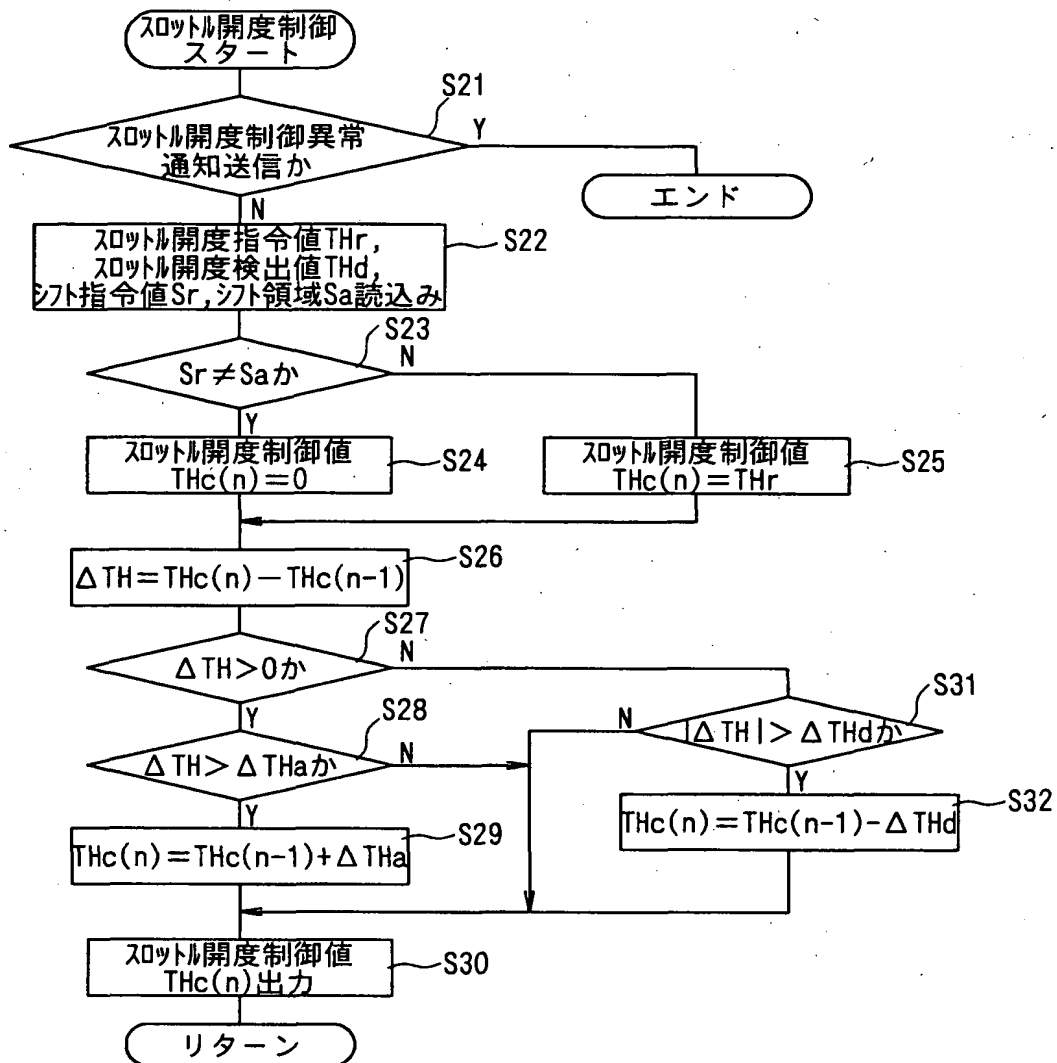 スロットル開度制御
スタート
S21
スロットル開度制御異常
通知送信か
Y
エンド
N
スロットル開度指令値THr,
スロットル開度検出値THd,
シフト指令値Sr,シフト領域Sa読込み
S22
S23
Sr≠Saか
N
Y
スロットル開度制御値
THc(n)=0
S24
スロットル開度制御値
THc(n)=THr
S25
ΔTH=THc(n)-THc(n-1)
S26
S27
ΔTH>0か
N
Y
S28
ΔTH>ΔTHaか
N
Y
S31
|ΔTH|>ΔTHdか
N
Y
THc(n)=THc(n-1)+ΔTHa
S29
THc(n)=THc(n-1)-ΔTHd
S32
スロットル開度制御値
THc(n)出力
S30
リターン